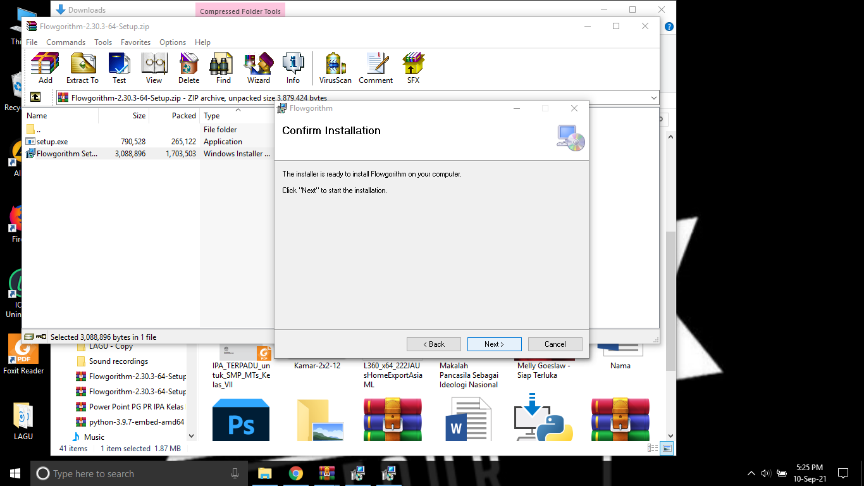 Downloads
Compressed Folder Tools
Flowgorithm-2.30.3-64-Setup.zip
File Commands Tools Favorites Options Help
Add Extract To Test View Delete Find Wizard Info VirusScan Comment SFX
Flowgorithm-2.30.3-64-Setup.zip - ZIP archive, unpacked size 3,879,424 bytes
Name Size Packed Type
.. File folder
setup.exe 790,528 265,122 Application
Flowgorithm Set... 3,088,896 1,703,503 Windows Installer ...
Selected 3,088,896 bytes in 1 file
Flowgorithm
Confirm Installation
The installer is ready to install Flowgorithm on your computer.
Click "Next" to start the installation.
< Back Next > Cancel
LAGU - Copy
Sound recordings
Flowgorithm-2.30.3-64-Setup
Flowgorithm-2.30.3-64-Setup
Power Point PG PR IPA Kelas
python-3.9.7-embed-amd64
Music
IPA_TERPADU_un
tuk_SMP_MTs_Ke
las_VII
Kamar-2x2-12
L360_x64_222JAU
sHomeExportAsia
ML
Makalah
Pancasila Sebagai
Ideologi Nasional
Melly Goeslaw -
Siap Terluka
Nama
Ps
W
41 items 1 item selected 1.87 MB
Recyc
Fire
Unin
PDF
Foxit Reader
LAGU
Type here to search
5:25 PM
10-Sep-21